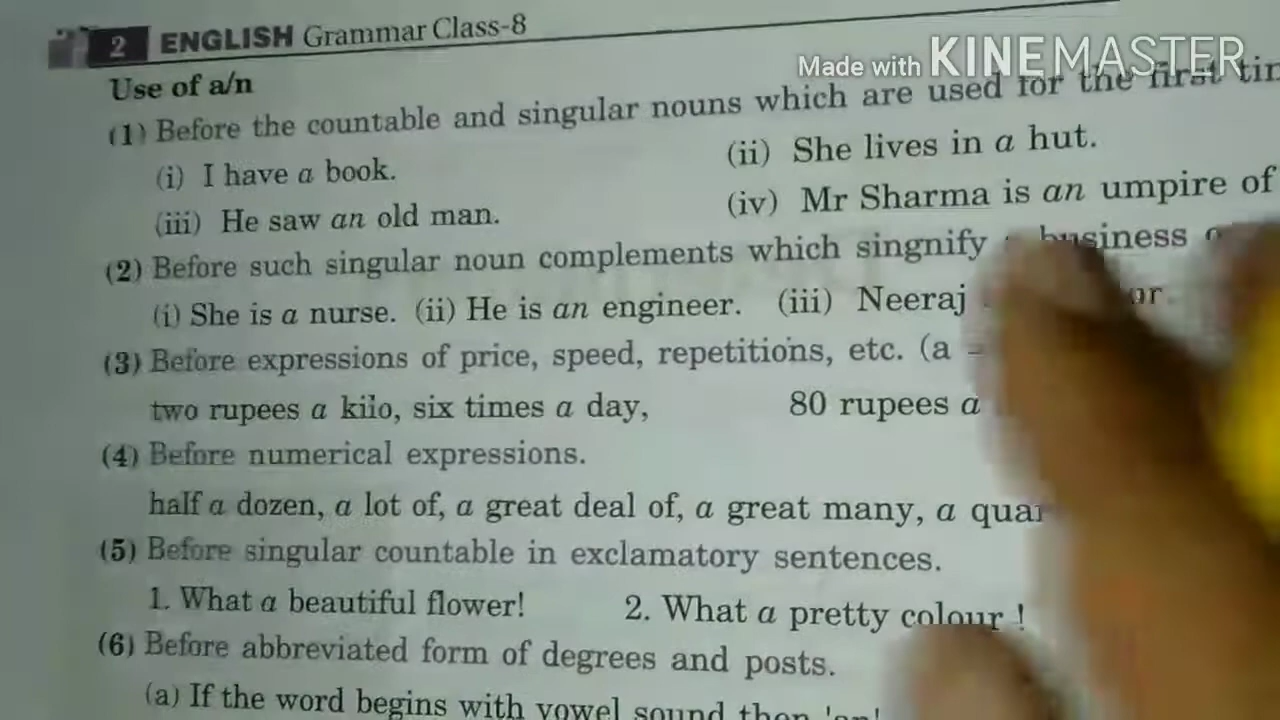 2 ENGLISH Grammar Class-8
Made with KINEMASTER
Use of a/n
(1) Before the countable and singular nouns which are used for the first
(i) I have a book. (ii) She lives in a hut.
(iii) He saw an old man. (iv) Mr Sharma is an umpire of
(2) Before such singular noun complements which singnify business
(i) She is a nurse. (ii) He is an engineer. (iii) Neeraj
(3) Before expressions of price, speed, repetitions, etc. (a
two rupees a kilo, six times a day, 80 rupees a
(4) Before numerical expressions.
half a dozen, a lot of, a great deal of, a great many, a
(5) Before singular countable in exclamatory sentences.
1. What a beautiful flower! 2. What a pretty colour !
(6) Before abbreviated form of degrees and posts.
(a) If the word begins with vowel sound then 'an'